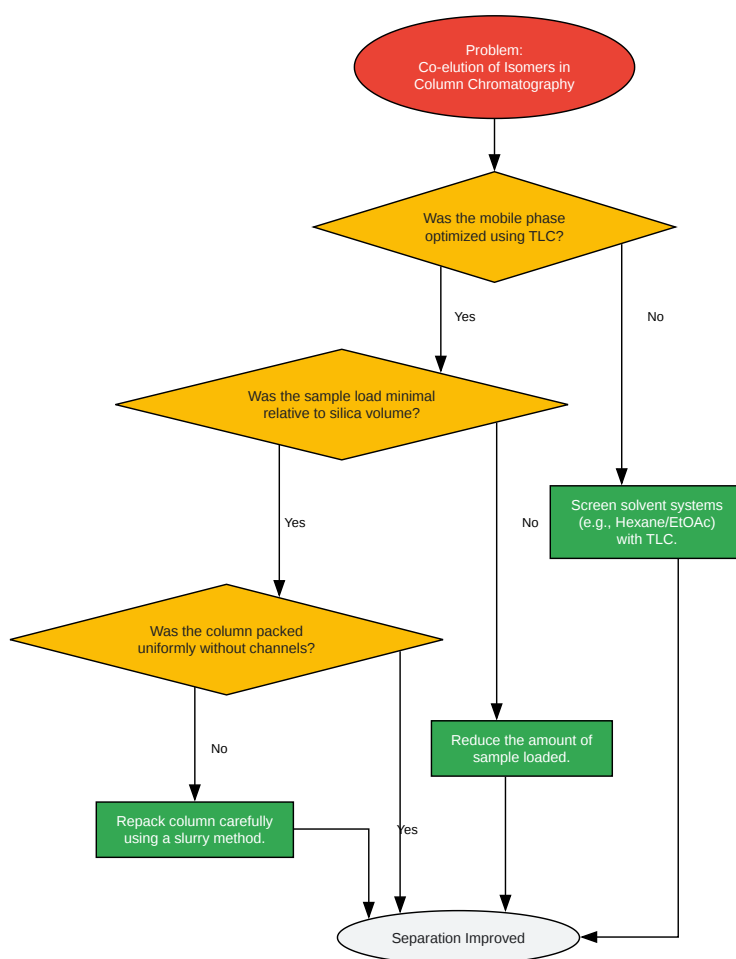 Problem:
Co-elution of Isomers in
Column Chromatography
Was the mobile phase
optimized using TLC?
Yes
No
Was the sample load minimal
relative to silica volume?
Yes
No
Screen solvent systems
(e.g., Hexane/EtOAc)
with TLC.
Was the column packed
uniformly without channels?
No
Yes
Reduce the amount of
sample loaded.
Repack column carefully
using a slurry method.
Separation Improved